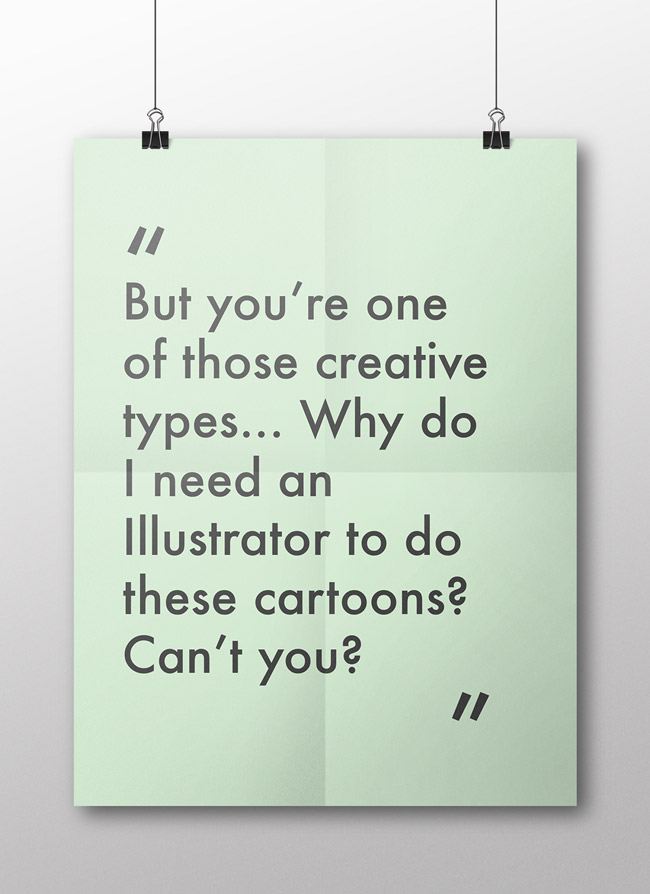 “
But you’re one
of those creative
types... Why do
I need an
Illustrator to do
these cartoons?
Can’t you?
”